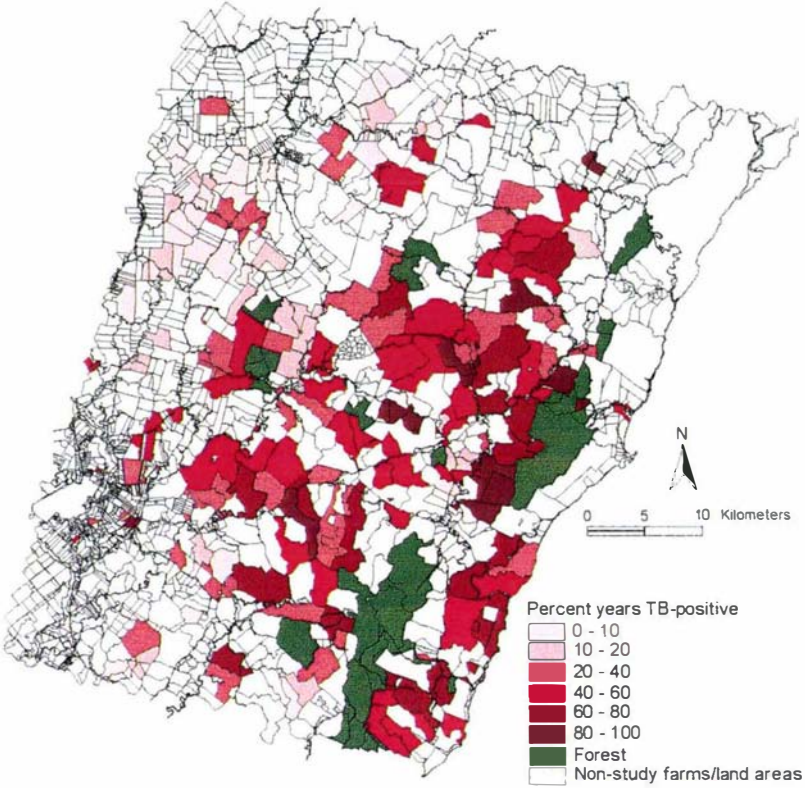 N
0 5 10 Kilometers
Percent years TB-positive
0 - 10
10 - 20
20 - 40
40 - 60
60 - 80
80 - 100
Forest
Non-study farms/land areas